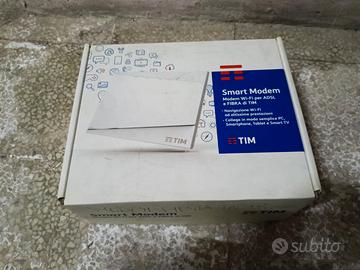 Smart Modem
Modem Wi-Fi per ADSL
e FIBRA di TIM
• Navigazione Wi-Fi
ad altissime prestazioni
• Collega in modo semplice PC,
Smartphone, Tablet e Smart TV
TIM
TIM
Smart Modem
TIM
subito